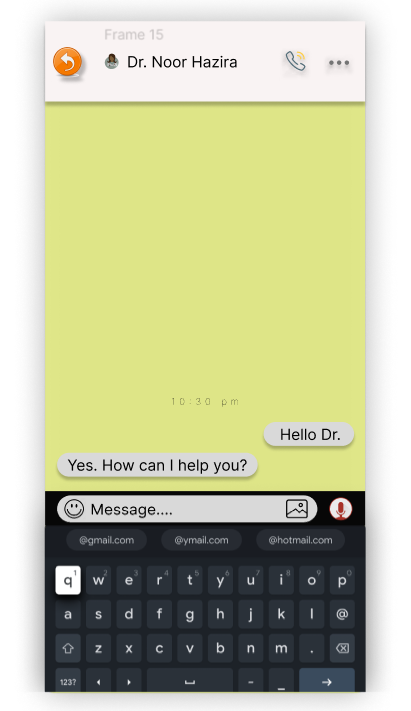 Frame 15
Dr. Noor Hazira
10:30 pm
Hello Dr.
Yes. How can I help you?
Message....
@gmail.com @ymail.com @hotmail.com
q1 w2 e3 r4 t5 y6 u7 i8 o9 p0
a s d f g h j k l @
z x c v b n m .
123? - _